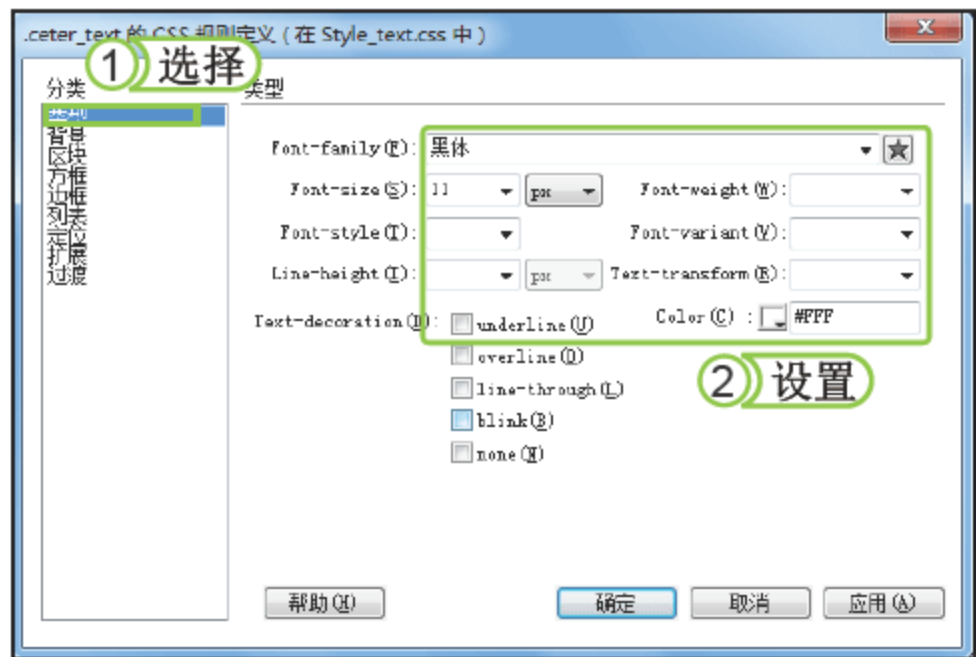 .ceter_text 的 CSS 规则定义（在 Style_text.css 中）
1 选择
分类
类型
类型
背景
区块
方框
边框
列表
定位
扩展
过渡
Font-family(F): 黑体
Font-size(S): 11 px Font-weight(W):
Font-style(T): Font-variant(V):
Line-height(I): px Text-transform(R):
Text-decoration(D): underline(U) Color(C) : #FFF
overline(O)
line-through(L)
blink(B)
none(N)
2 设置
帮助(H) 确定 取消 应用(A)